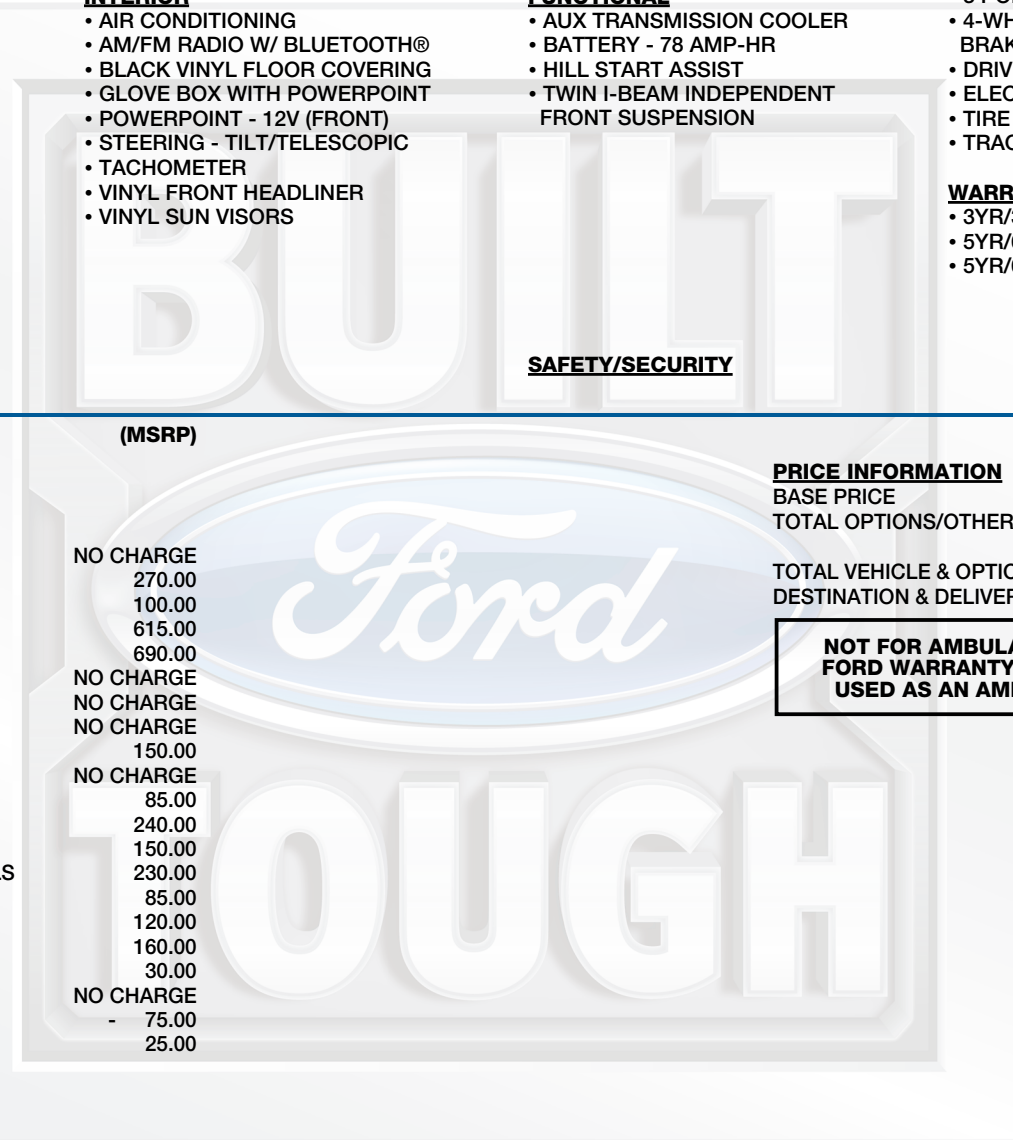 INTERIOR
• AIR CONDITIONING
• AM/FM RADIO W/ BLUETOOTH®
• BLACK VINYL FLOOR COVERING
• GLOVE BOX WITH POWERPOINT
• POWERPOINT - 12V (FRONT)
• STEERING - TILT/TELESCOPIC
• TACHOMETER
• VINYL FRONT HEADLINER
• VINYL SUN VISORS
FUNCTIONAL
• AUX TRANSMISSION COOLER
• BATTERY - 78 AMP-HR
• HILL START ASSIST
• TWIN I-BEAM INDEPENDENT
FRONT SUSPENSION
SAFETY/SECURITY
• 4-WH
BRAK
• DRIV
• ELEC
• TIRE
• TRAC
WARR
• 3YR/3
• 5YR/6
• 5YR/6
BUILT
Ford
TOUGH
(MSRP)
NO CHARGE
270.00
100.00
615.00
690.00
NO CHARGE
NO CHARGE
NO CHARGE
150.00
NO CHARGE
85.00
240.00
150.00
LS 230.00
85.00
120.00
160.00
30.00
NO CHARGE
- 75.00
25.00
PRICE INFORMATION
BASE PRICE
TOTAL OPTIONS/OTHER
TOTAL VEHICLE & OPTIO
DESTINATION & DELIVER
NOT FOR AMBULA
FORD WARRANTY
USED AS AN AMB